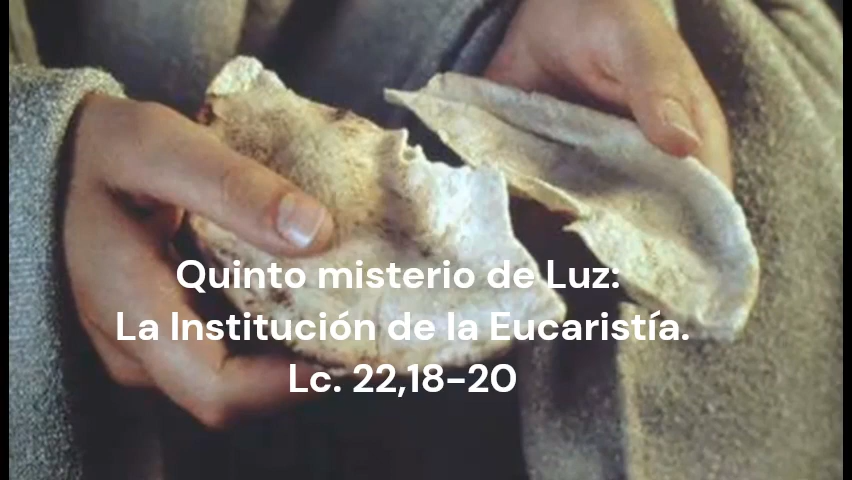 Quinto misterio de Luz:
La Institución de la Eucaristía.
Lc. 22,18-20